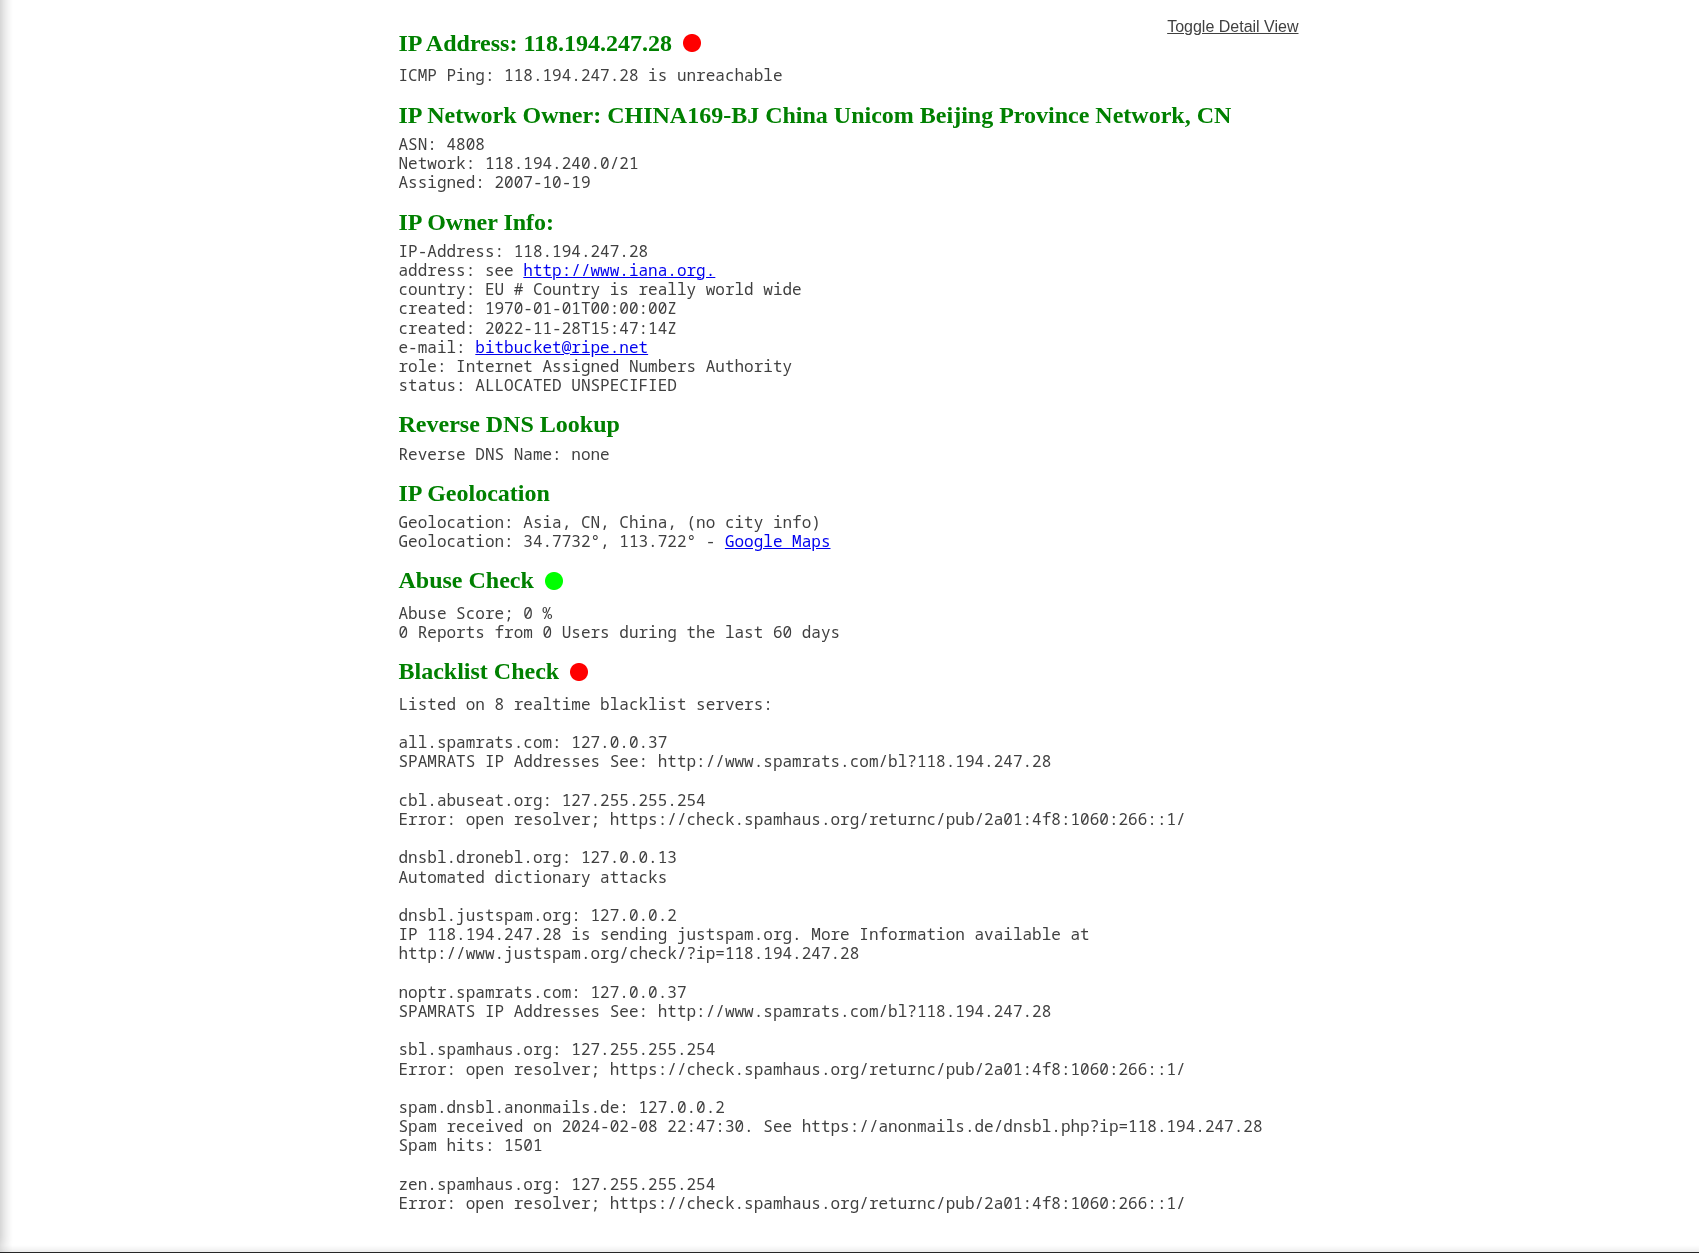 Toggle Detail View
IP Address: 118.194.247.28
ICMP Ping: 118.194.247.28 is unreachable
IP Network Owner: CHINA169-BJ China Unicom Beijing Province Network, CN
ASN: 4808
Network: 118.194.240.0/21
Assigned: 2007-10-19
IP Owner Info:
IP-Address: 118.194.247.28
address: see http://www.iana.org.
country: EU # Country is really world wide
created: 1970-01-01T00:00:00Z
created: 2022-11-28T15:47:14Z
e-mail: bitbucket@ripe.net
role: Internet Assigned Numbers Authority
status: ALLOCATED UNSPECIFIED
Reverse DNS Lookup
Reverse DNS Name: none
IP Geolocation
Geolocation: Asia, CN, China, (no city info)
Geolocation: 34.7732°, 113.722° - Google Maps
Abuse Check
Abuse Score; 0 %
0 Reports from 0 Users during the last 60 days
Blacklist Check
Listed on 8 realtime blacklist servers:
all.spamrats.com: 127.0.0.37
SPAMRATS IP Addresses See: http://www.spamrats.com/bl?118.194.247.28
cbl.abuseat.org: 127.255.255.254
Error: open resolver; https://check.spamhaus.org/returnc/pub/2a01:4f8:1060:266::1/
dnsbl.dronebl.org: 127.0.0.13
Automated dictionary attacks
dnsbl.justspam.org: 127.0.0.2
IP 118.194.247.28 is sending justspam.org. More Information available at
http://www.justspam.org/check/?ip=118.194.247.28
noptr.spamrats.com: 127.0.0.37
SPAMRATS IP Addresses See: http://www.spamrats.com/bl?118.194.247.28
sbl.spamhaus.org: 127.255.255.254
Error: open resolver; https://check.spamhaus.org/returnc/pub/2a01:4f8:1060:266::1/
spam.dnsbl.anonmails.de: 127.0.0.2
Spam received on 2024-02-08 22:47:30. See https://anonmails.de/dnsbl.php?ip=118.194.247.28
Spam hits: 1501
zen.spamhaus.org: 127.255.255.254
Error: open resolver; https://check.spamhaus.org/returnc/pub/2a01:4f8:1060:266::1/